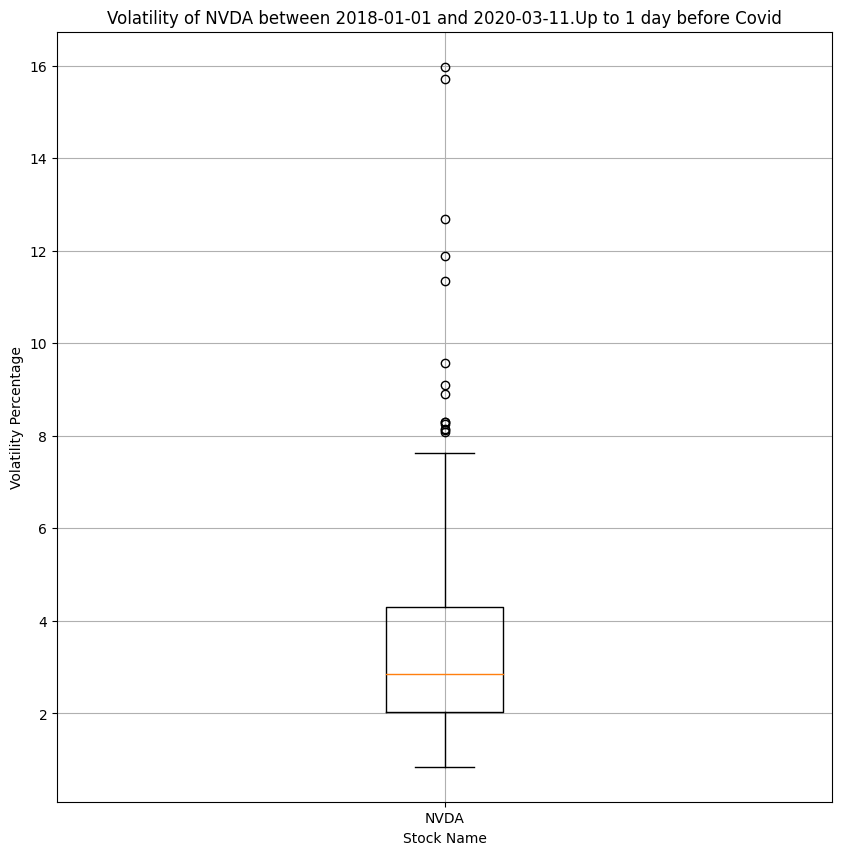 Volatility of NVDA between 2018-01-01 and 2020-03-11.Up to 1 day before Covid
Volatility Percentage
16
14
12
10
8
6
4
2
NVDA
Stock Name